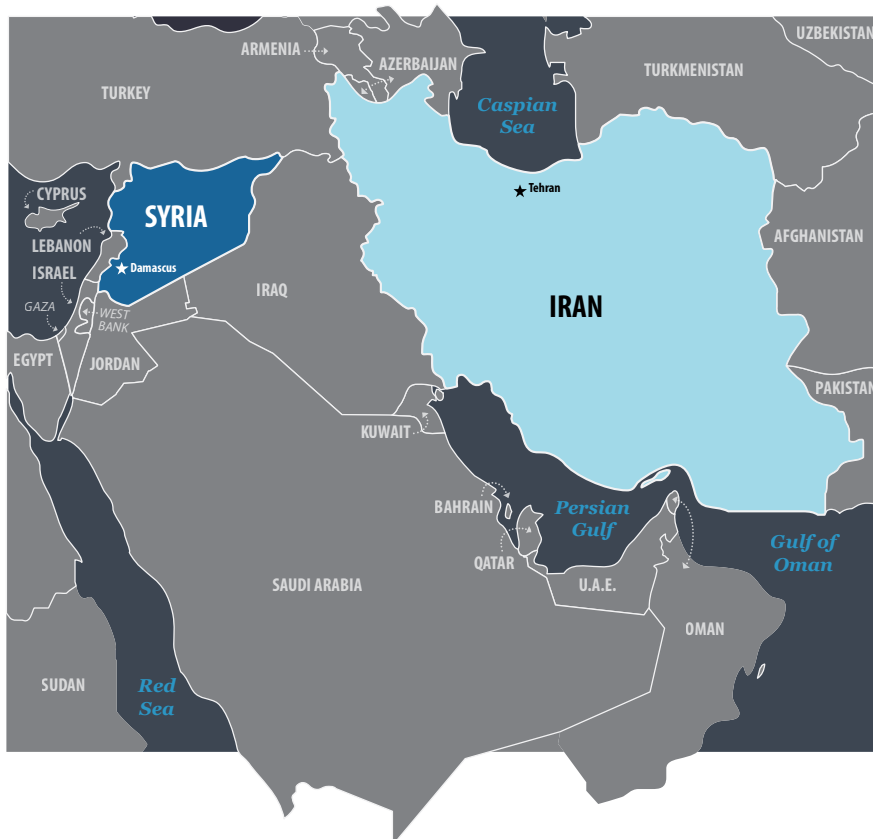 UZBEKISTAN
ARMENIA
AZERBAIJAN
TURKMENISTAN
TURKEY
Caspian
Sea
Tehran
CYPRUS
SYRIA
AFGHANISTAN
LEBANON
Damascus
ISRAEL
IRAQ
IRAN
GAZA
WEST
BANK
EGYPT
JORDAN
PAKISTAN
KUWAIT
BAHRAIN
Persian
Gulf
QATAR
Gulf of
Oman
SAUDI ARABIA
U.A.E.
OMAN
SUDAN
Red
Sea